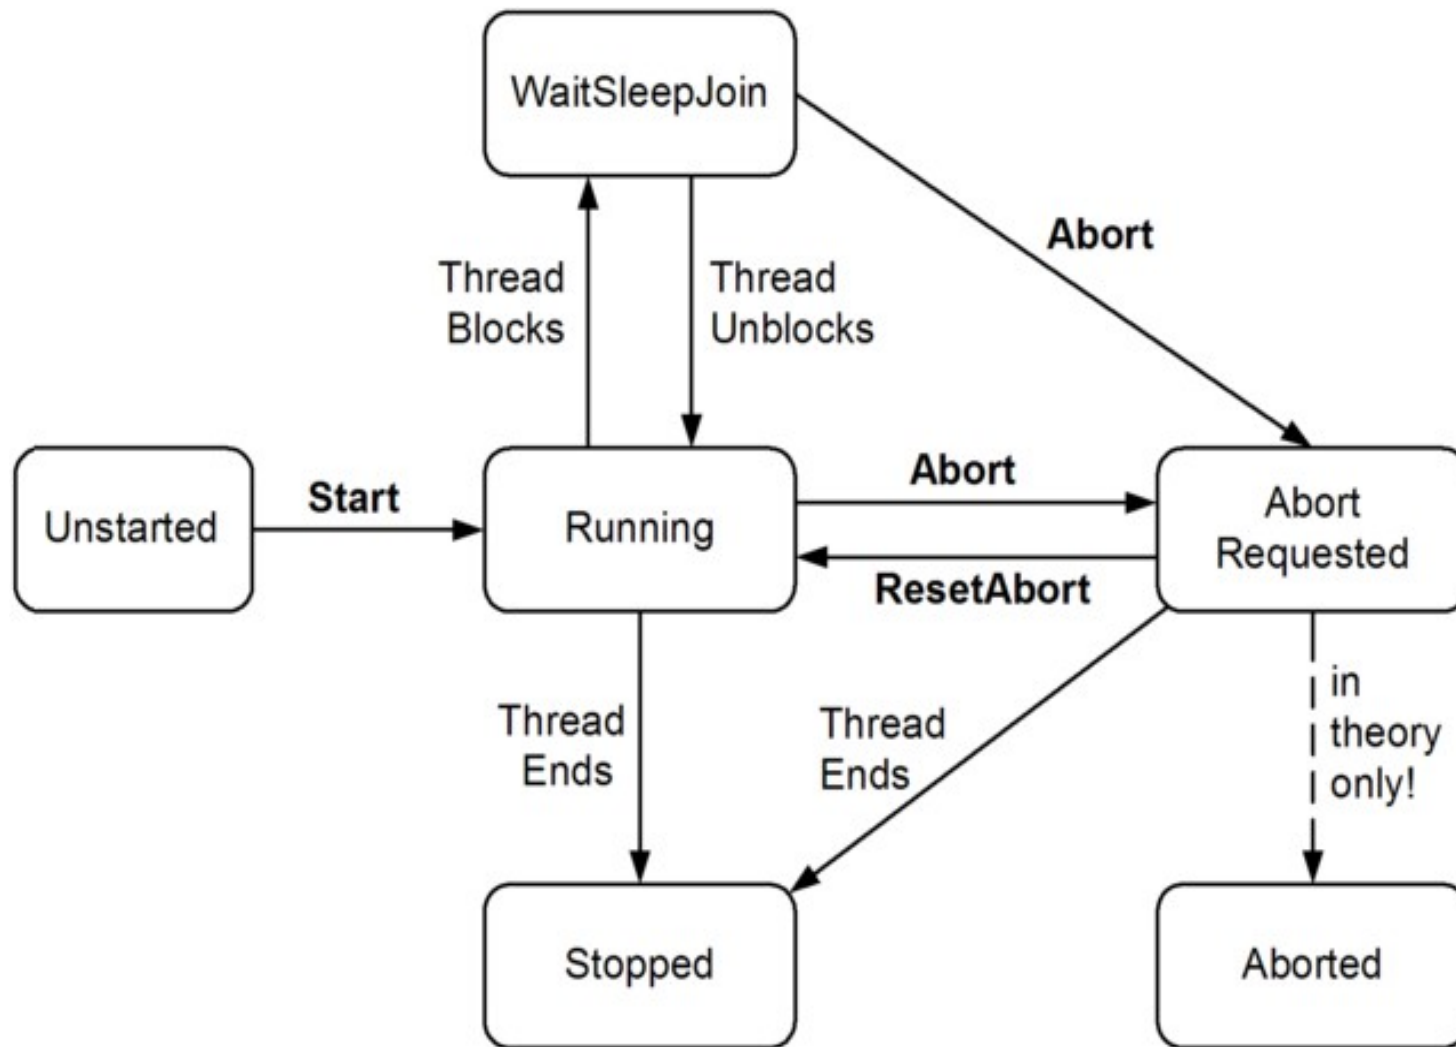 WaitSleepJoin
Abort
Thread
Blocks
Thread
Unblocks
Unstarted
Start
Running
Abort
ResetAbort
Abort
Requested
Thread
Ends
Thread
Ends
in
theory
only!
Stopped
Aborted